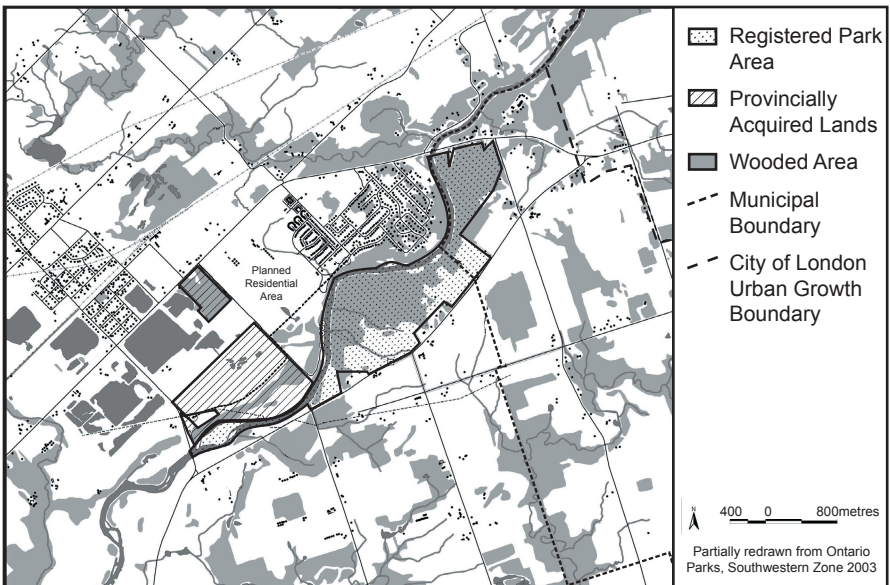 Planned
Residential
Area
Registered Park
Area
Provincially
Acquired Lands
Wooded Area
Municipal
Boundary
City of London
Urban Growth
Boundary
N
400 0 800metres
Partially redrawn from Ontario
Parks, Southwestern Zone 2003